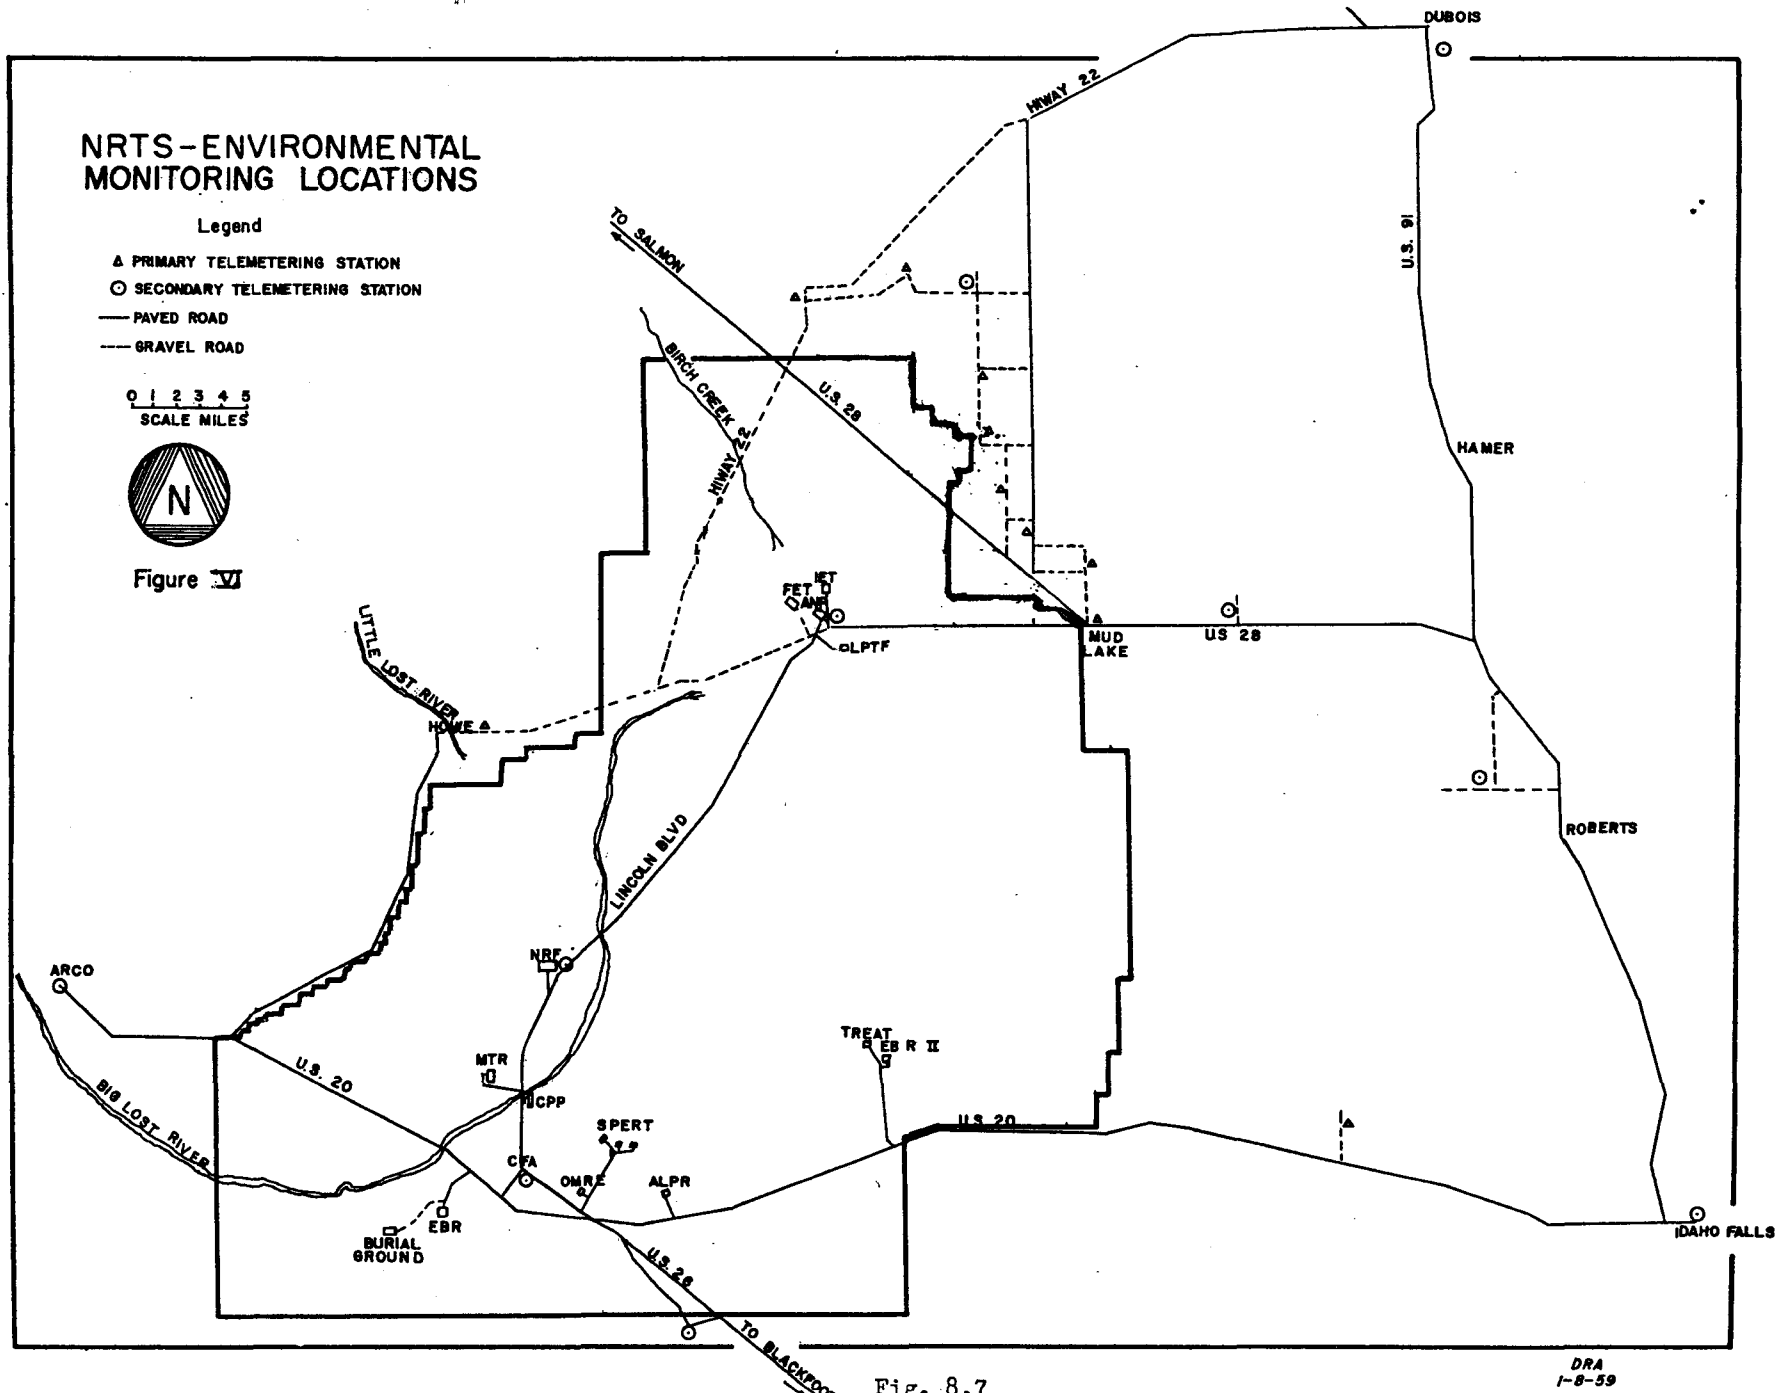 NRTS-ENVIRONMENTAL
MONITORING LOCATIONS
Legend
PRIMARY TELEMETERING STATION
SECONDARY TELEMETERING STATION
PAVED ROAD
GRAVEL ROAD
0 1 2 3 4 5
SCALE MILES
N
Figure VI
DUBOIS
HIWAY 22
TO SALMON
U.S. 91
BIRCH CREEK
U.S. 28
HIWAY 22
HAMER
IET
FET
ANP
LPTF
MUD
LAKE
U.S 28
LITTLE LOST RIVER
HOWE
ROBERTS
LINCOLN BLVD
NRF
ARCO
TREAT
EBR II
MTR
U.S. 20
CPP
BIG LOST RIVER
SPERT
U.S. 20
CFA
OMRE
ALPR
EBR
BURIAL
GROUND
IDAHO FALLS
U.S. 26
TO BLACKFOO
DRA
1-8-59
Fig. 8.7